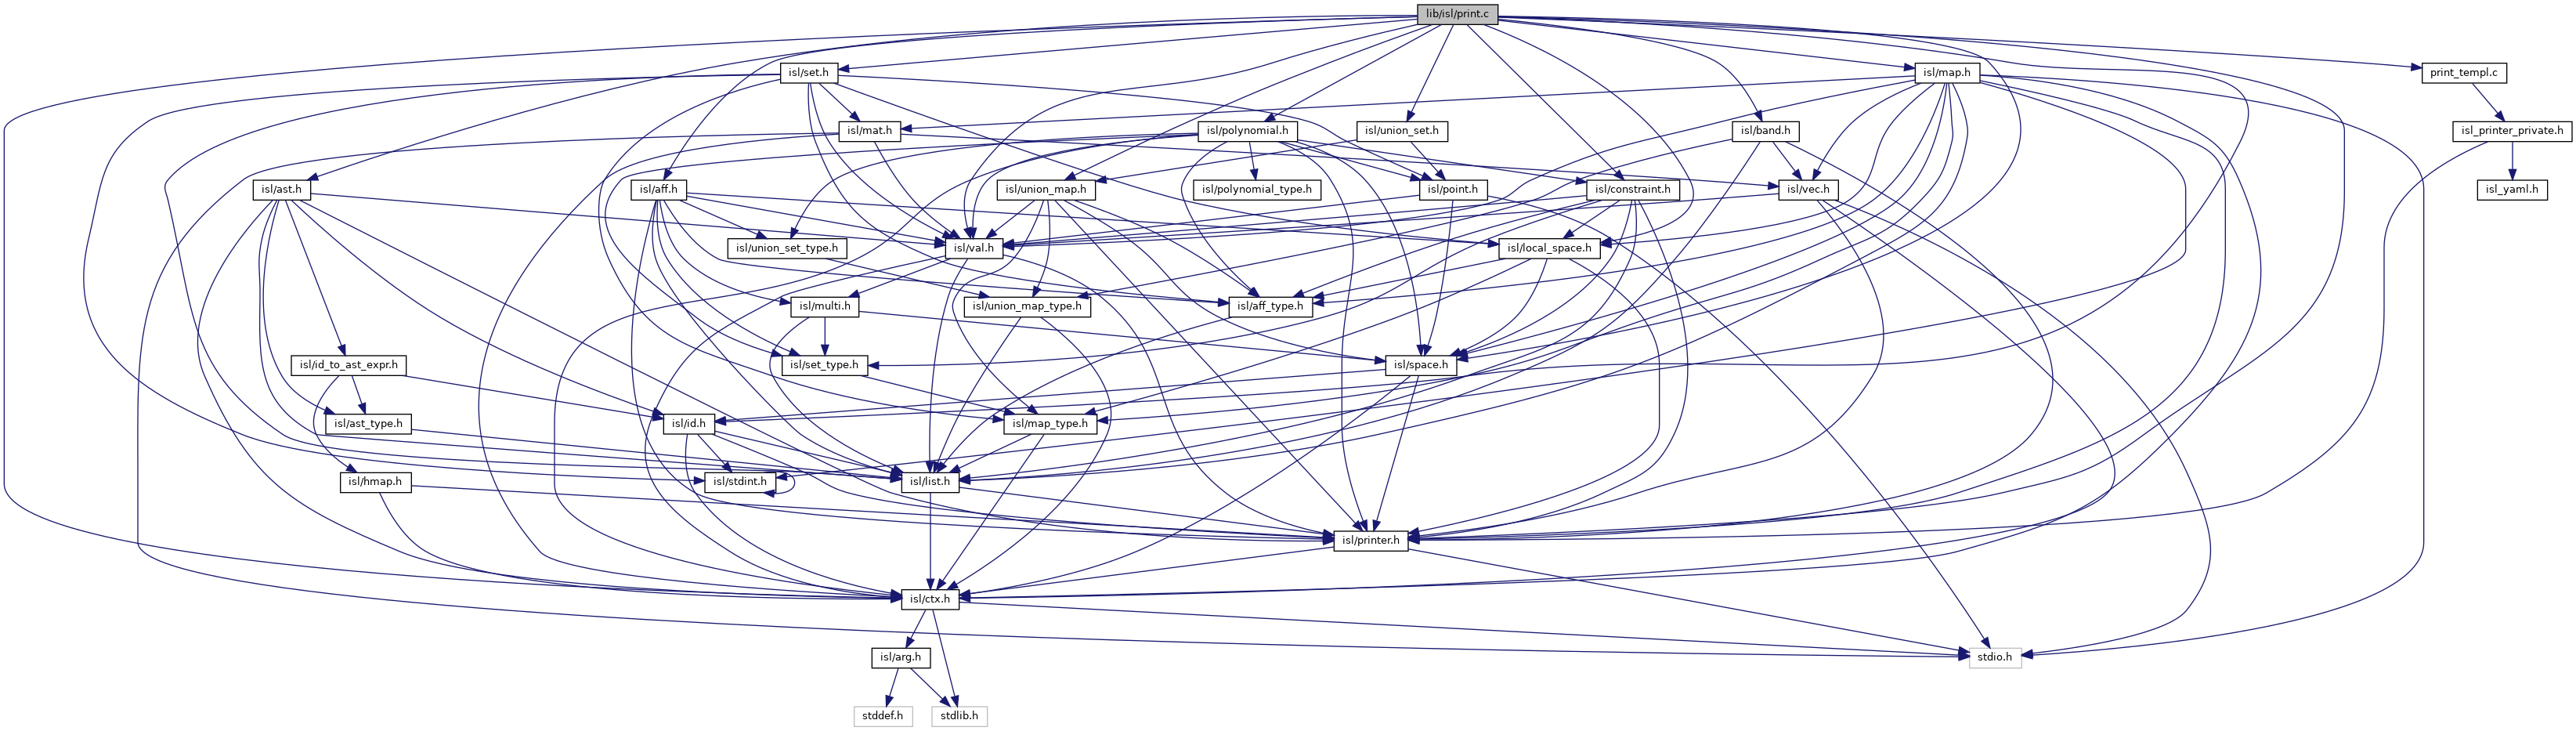 lib/isl/print.c
isl/set.h
isl/map.h
print_templ.c
isl/mat.h
isl/polynomial.h
isl/union_set.h
isl/band.h
isl_printer_private.h
isl/ast.h
isl/aff.h
isl/union_map.h
isl/polynomial_type.h
isl/point.h
isl/constraint.h
isl/vec.h
isl_yaml.h
isl/union_set_type.h
isl/val.h
isl/local_space.h
isl/multi.h
isl/union_map_type.h
isl/aff_type.h
isl/id_to_ast_expr.h
isl/set_type.h
isl/space.h
isl/ast_type.h
isl/id.h
isl/map_type.h
isl/hmap.h
isl/stdint.h
isl/list.h
isl/printer.h
isl/ctx.h
isl/arg.h
stdio.h
stddef.h
stdlib.h